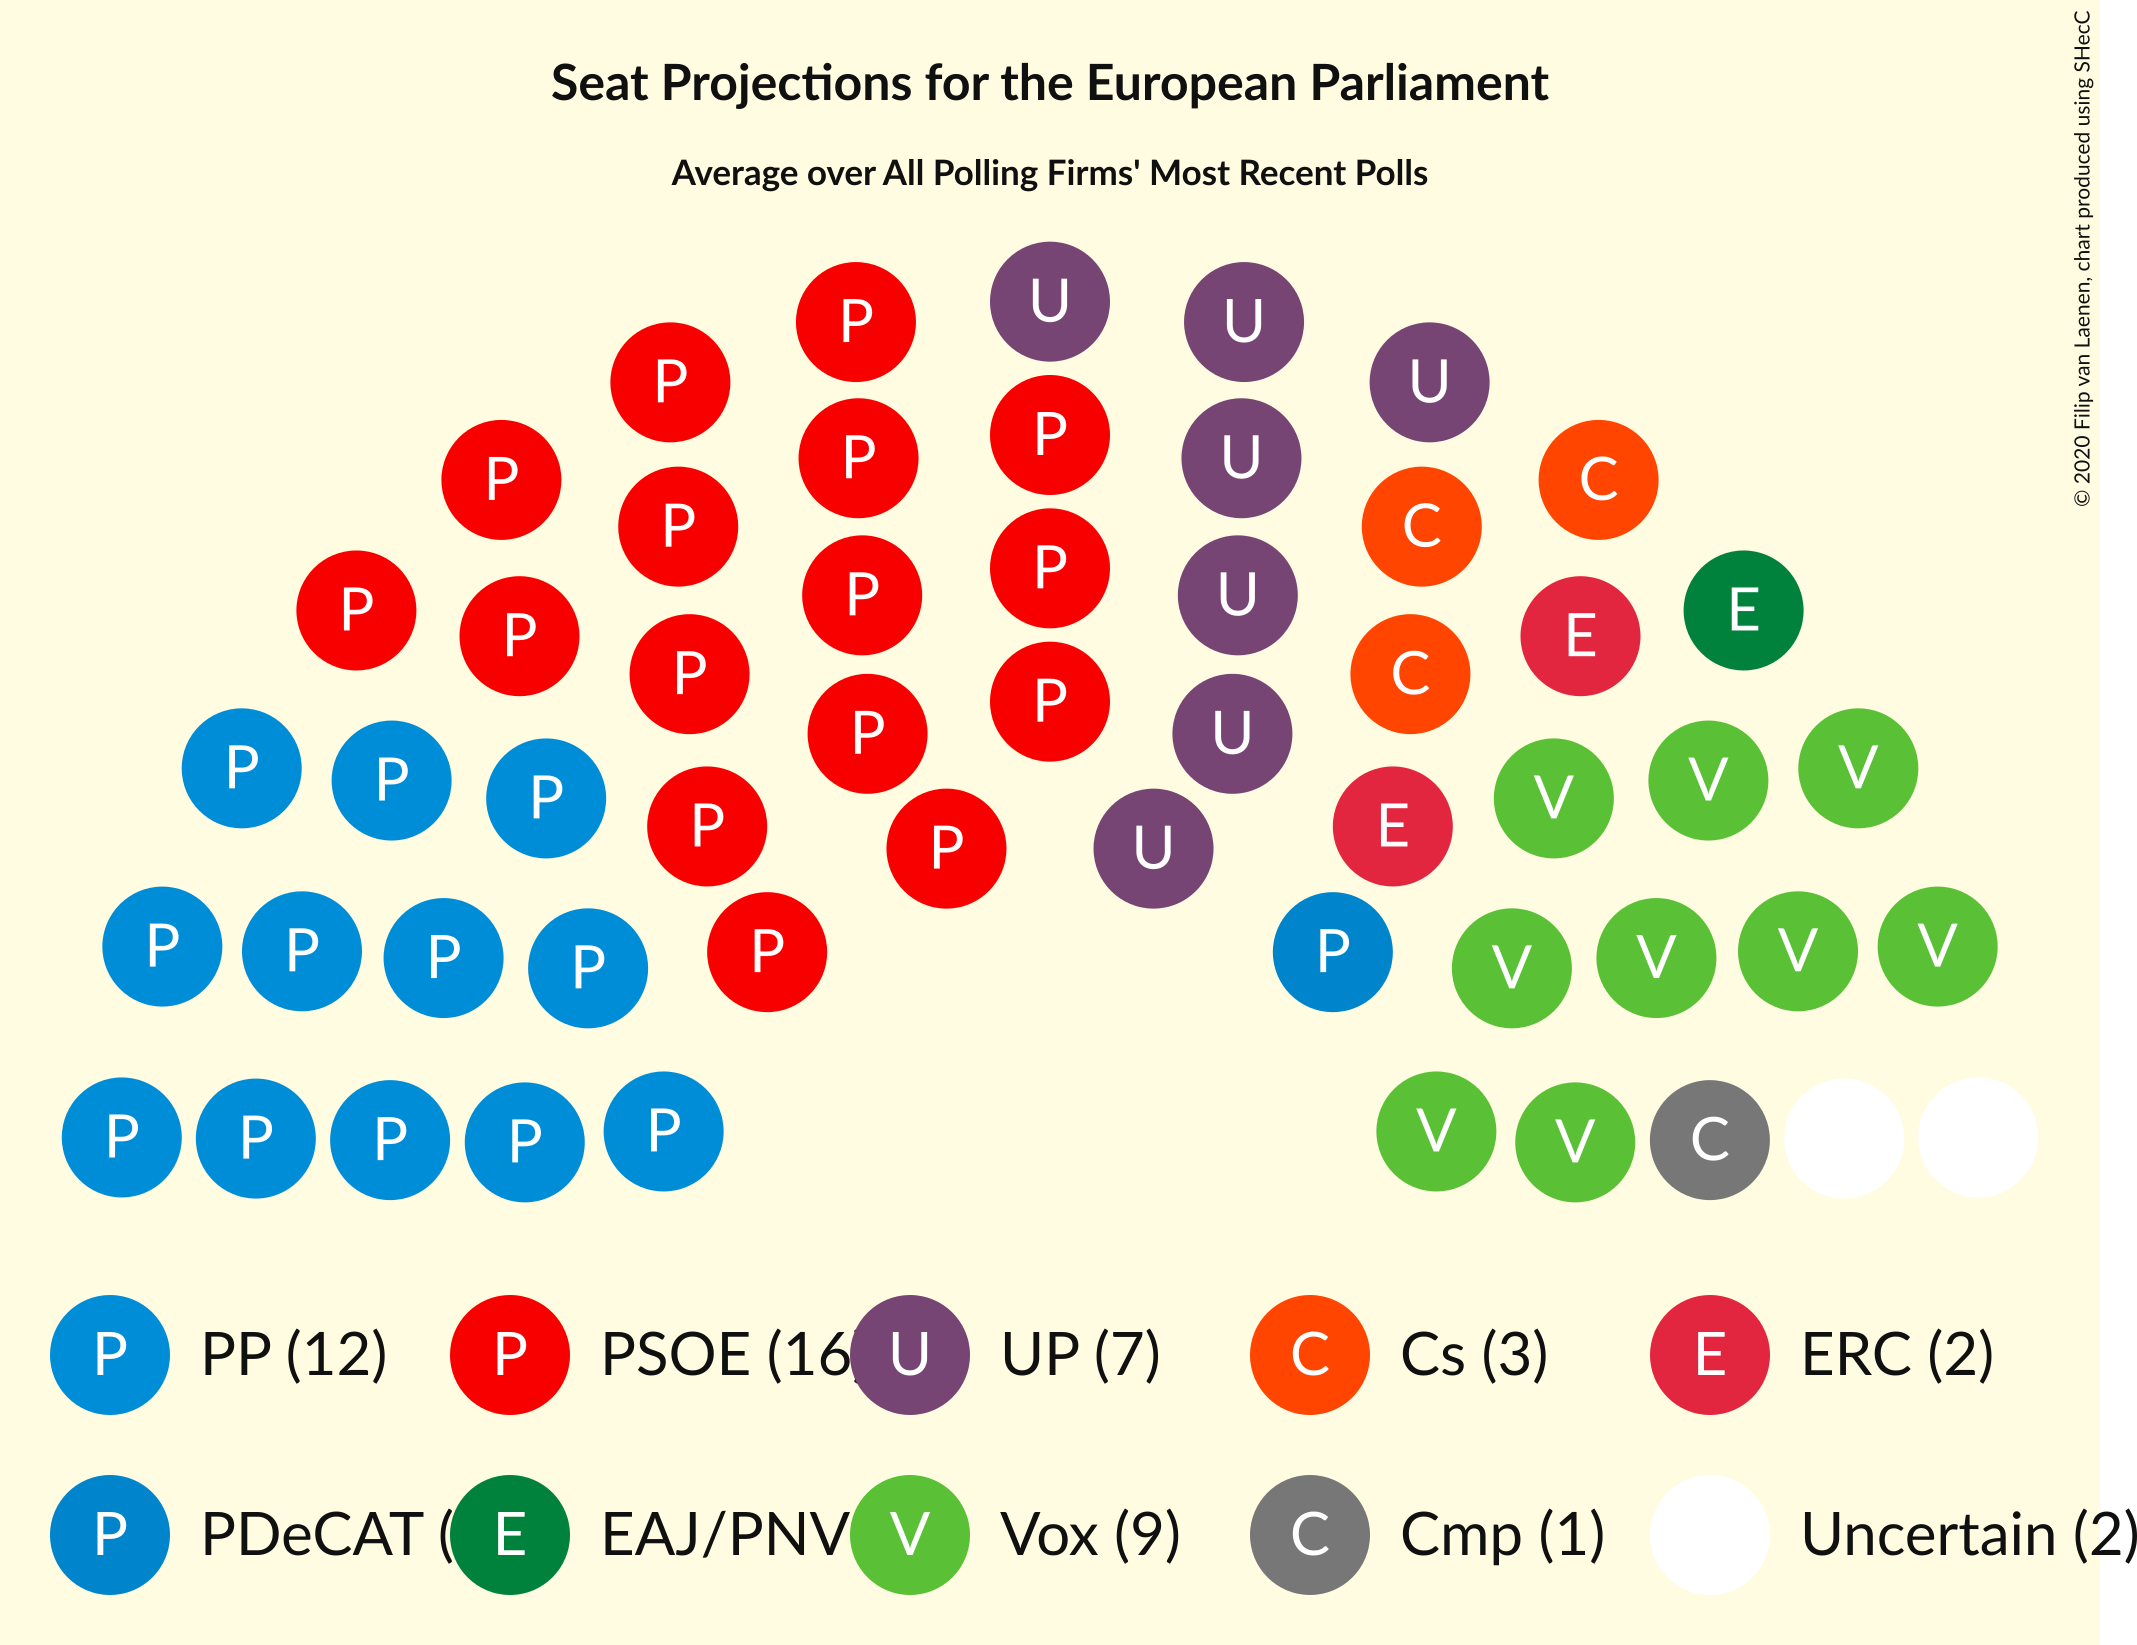 Seat Projections for the European Parliament
Average over All Polling Firms' Most Recent Polls
© 2020 Filip van Laenen, chart produced using SHecC
U
P U
P U
P
P U
P C
P C
P
P E
P
P U
P E
P C
P
P U
P V
P V
P V
P E
P U
P P
P V
P V
P V
P V
P P P P P V V C
P PP (12) P PSOE (16 U UP (7) C Cs (3) E ERC (2)
P PDeCAT ( E EAJ/PNV V Vox (9) C Cmp (1) Uncertain (2)